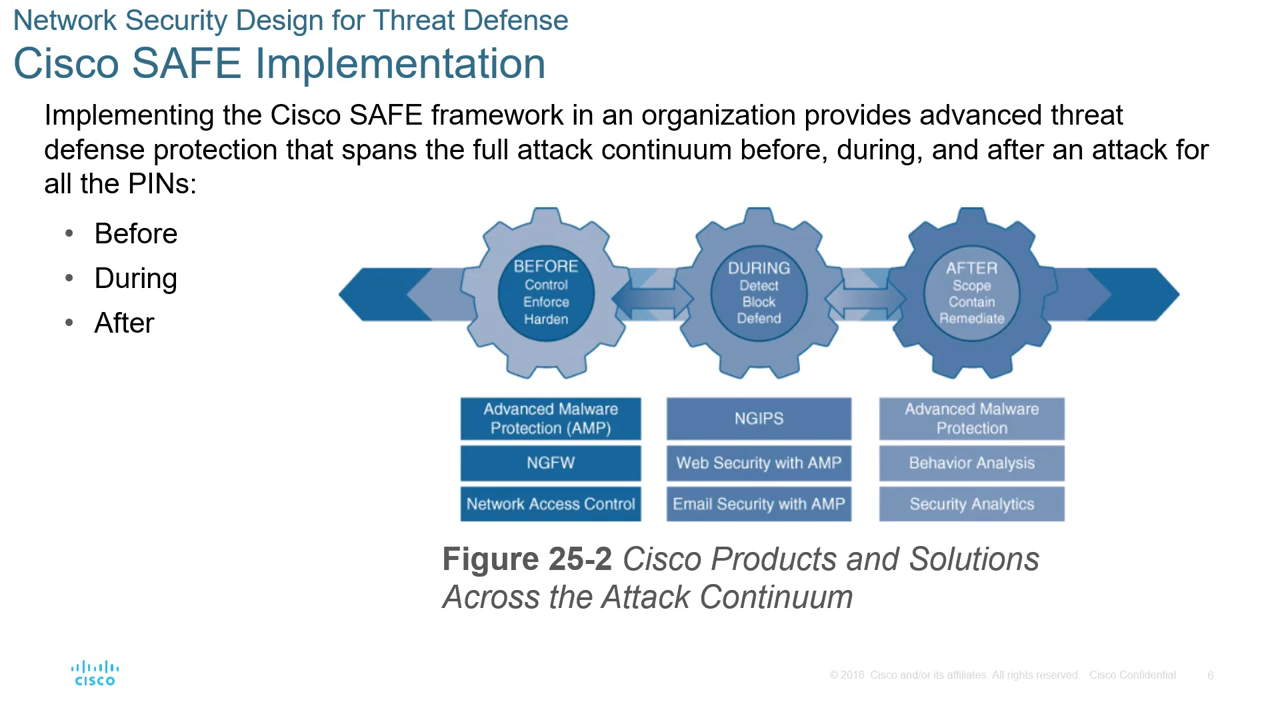 Network Security Design for Threat Defense
Cisco SAFE Implementation
Implementing the Cisco SAFE framework in an organization provides advanced threat
defense protection that spans the full attack continuum before, during, and after an attack for
all the PINs:
• Before
• During
• After
BEFORE
Control
Enforce
Harden
DURING
Detect
Block
Defend
AFTER
Scope
Contain
Remediate
Advanced Malware
Protection (AMP)
NGFW
Network Access Control
NGIPS
Web Security with AMP
Email Security with AMP
Advanced Malware
Protection
Behavior Analysis
Security Analytics
Figure 25-2 Cisco Products and Solutions
Across the Attack Continuum
CISCO
© 2016 Cisco and/or its affiliates. All rights reserved. Cisco Confidential
6